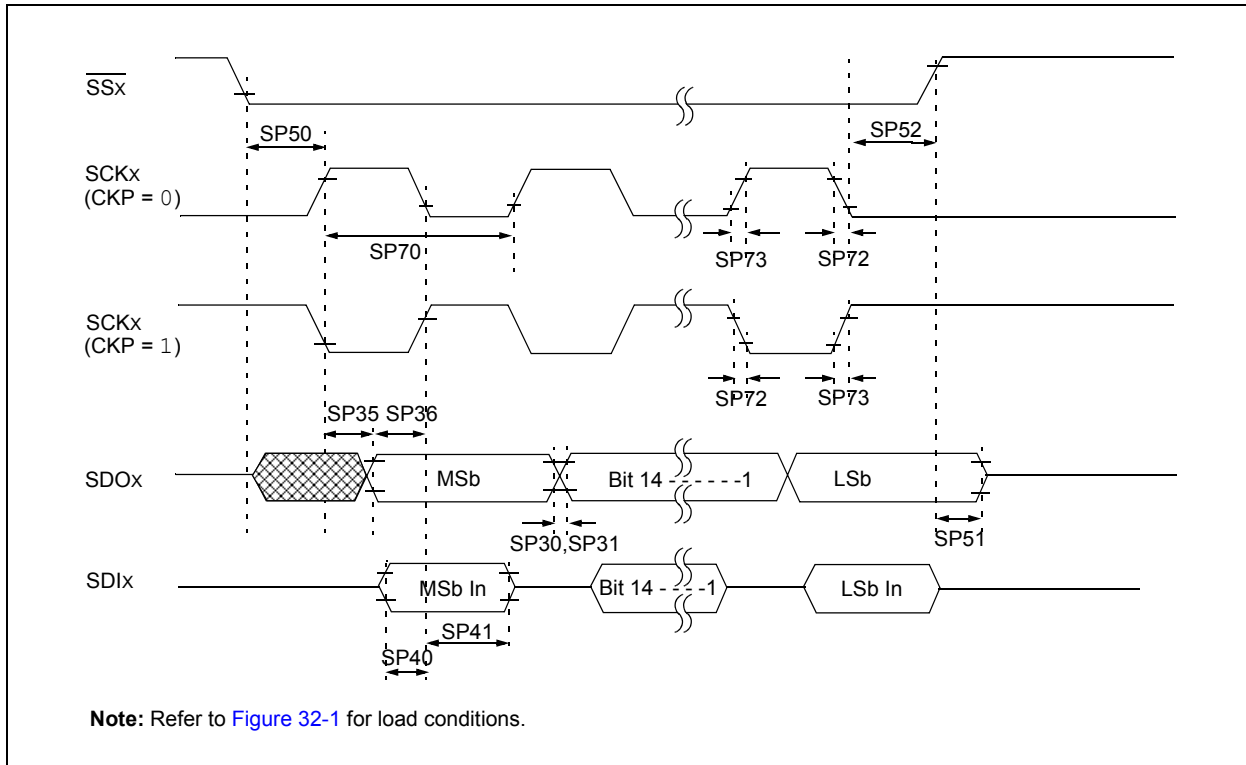 SSx
SP50
SP52
SCKx
(CKP = 0)
SP70
SP73
SP72
SCKx
(CKP = 1)
SP72
SP73
SP35 SP36
SDOx
MSb
Bit 14 - - - - - -1
LSb
SP30,SP31
SP51
SDIx
MSb In
Bit 14 - - - -1
LSb In
SP41
SP40
Note: Refer to Figure 32-1 for load conditions.